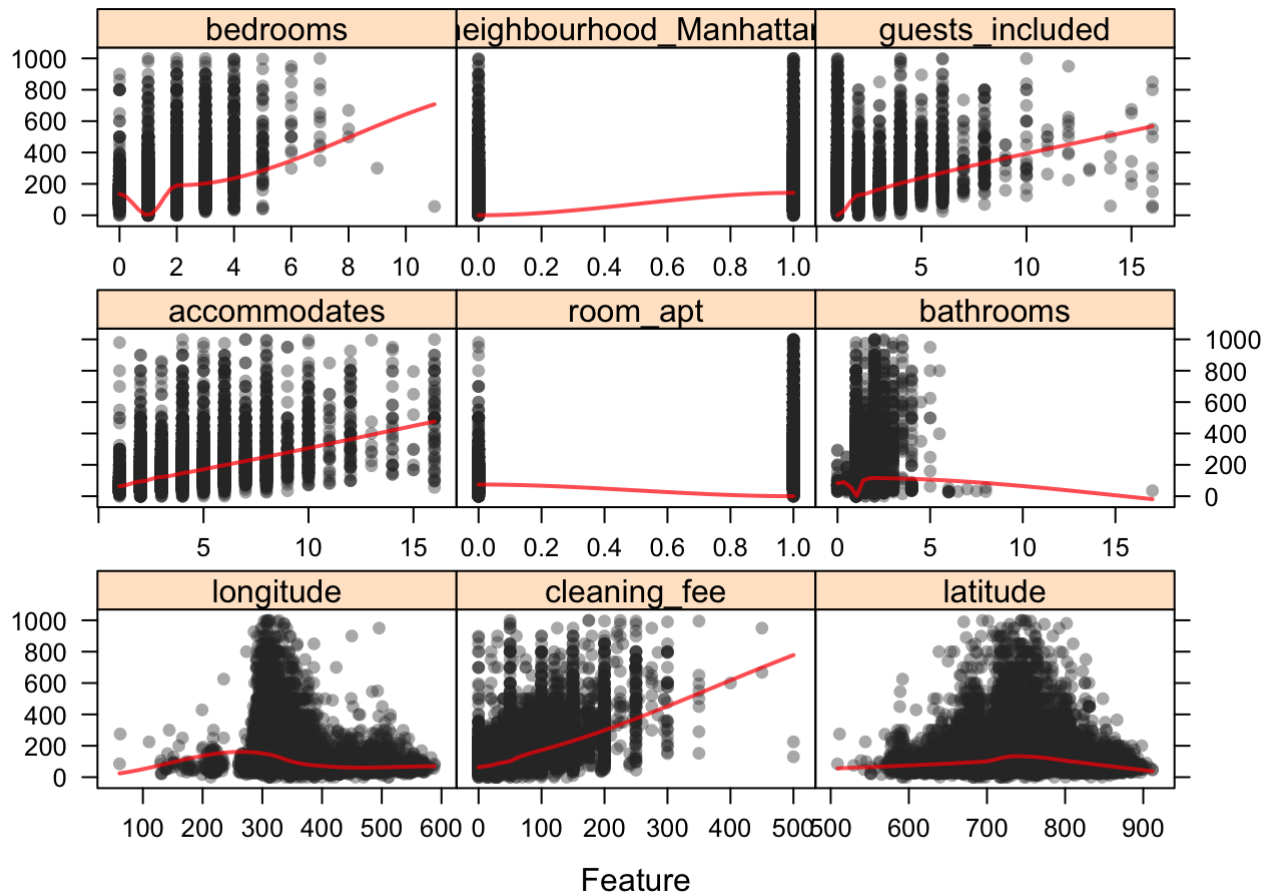 bedrooms neighbourhood_Manhattan guests_included
1000
800
600
400
200
0
0 2 4 6 8 10 0.0 0.2 0.4 0.6 0.8 1.0 5 10 15
accommodates room_apt bathrooms
1000
800
600
400
200
0
5 10 15 0.0 0.2 0.4 0.6 0.8 1.0 0 5 10 15
longitude cleaning_fee latitude
1000
800
600
400
200
0
100 200 300 400 500 600 0 100 200 300 400 500 500 600 700 800 900
Feature